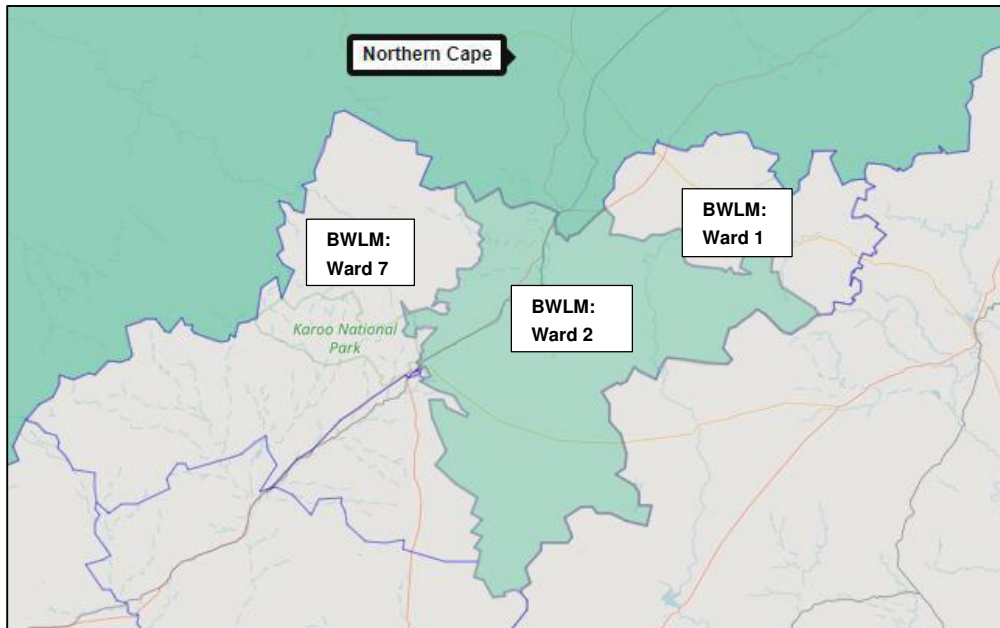 Northern Cape
BWLM:
Ward 1
BWLM:
Ward 7
BWLM:
Ward 2
Karoo National
Park